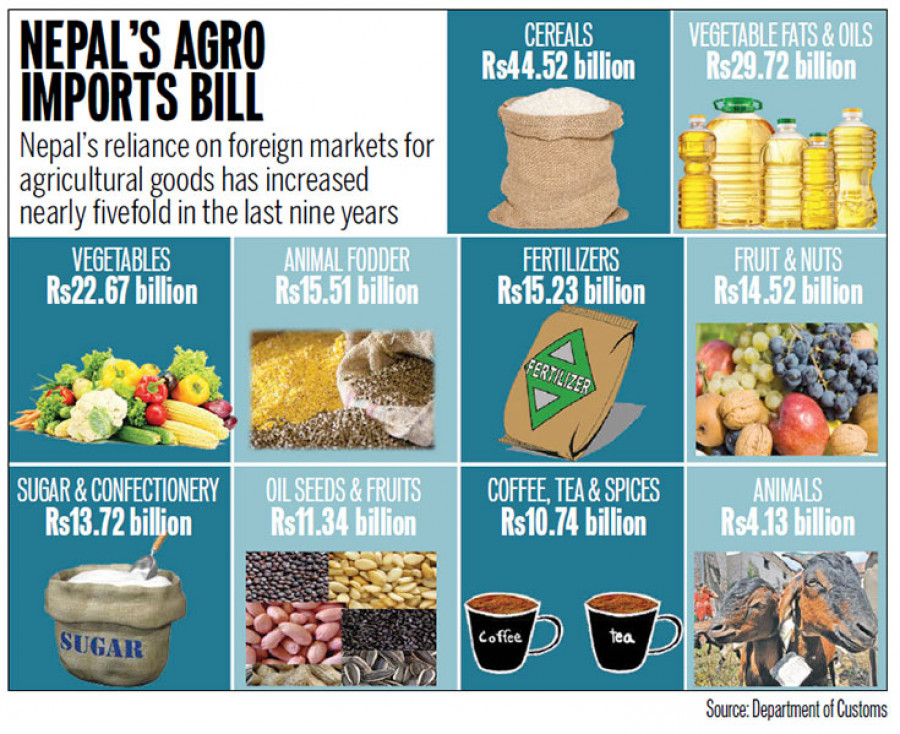 NEPAL'S AGRO
IMPORTS BILL
Nepal's reliance on foreign markets for
agricultural goods has increased
nearly fivefold in the last nine years
CEREALS
Rs44.52 billion
VEGETABLE FATS & OILS
Rs29.72 billion
VEGETABLES
Rs22.67 billion
ANIMAL FODDER
Rs15.51 billion
FERTILIZERS
Rs15.23 billion
FERTILIZER
FRUIT & NUTS
Rs14.52 billion
SUGAR & CONFECTIONERY
Rs13.72 billion
SUGAR
OIL SEEDS & FRUITS
Rs11.34 billion
COFFEE, TEA & SPICES
Rs10.74 billion
Coffee
tea
ANIMALS
Rs4.13 billion
Source: Department of Customs